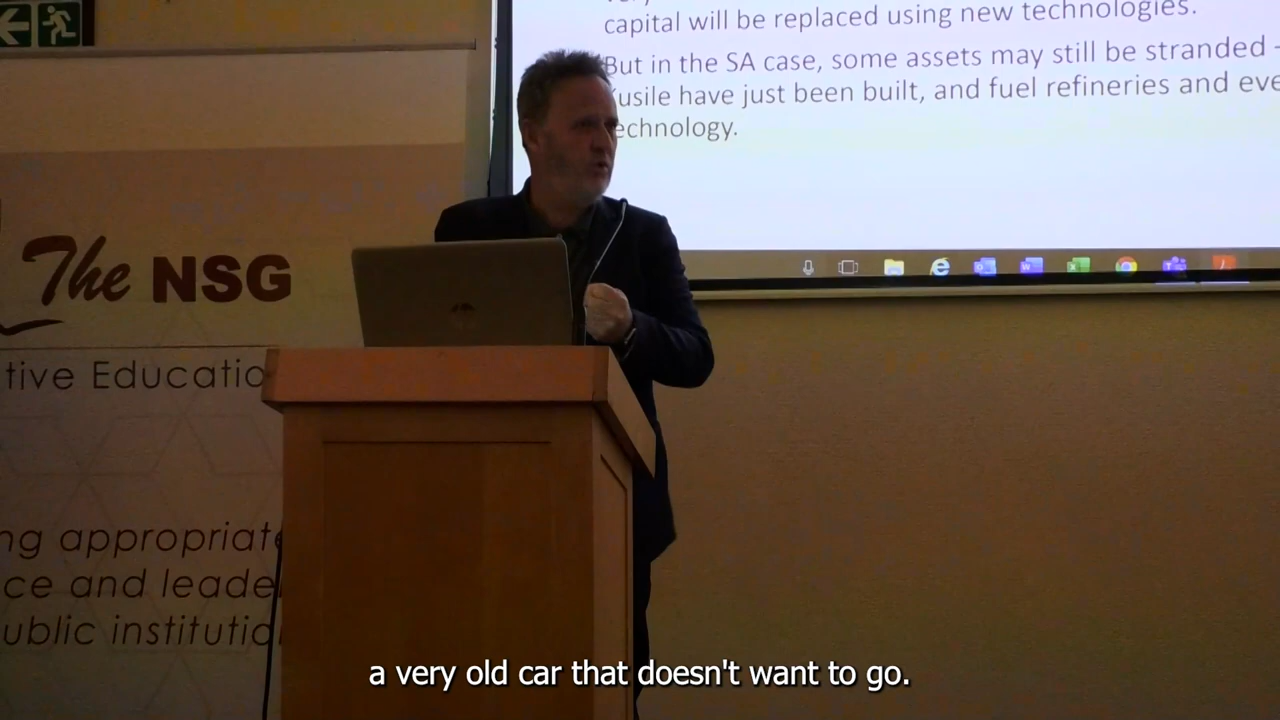 capital will be replaced using new technologies.
But in the SA case, some assets may still be stranded -
usile have just been built, and fuel refineries and eve
echnology.
The NSG
tive Educatio
ng appropriate
ce and leade
ublic institutio
a very old car that doesn't want to go.